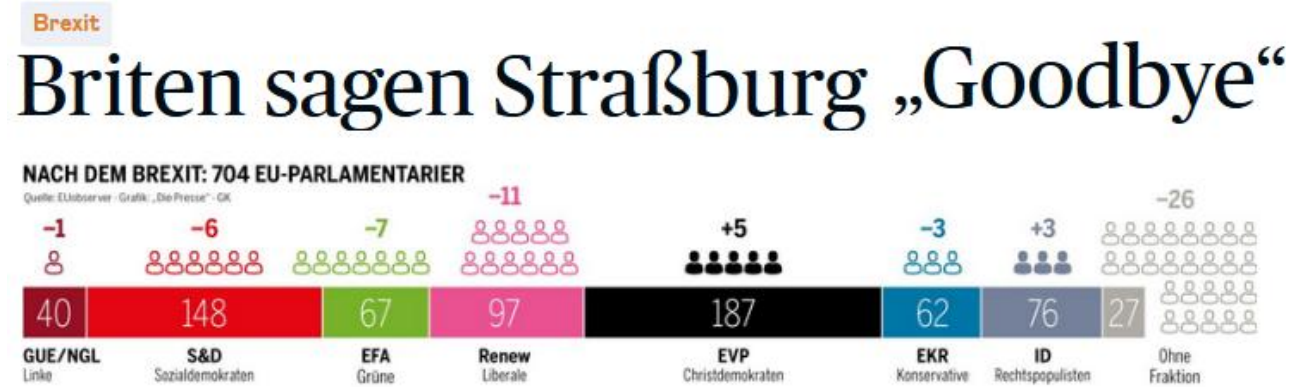 Brexit
Briten sagen Straßburg „Goodbye“
NACH DEM BREXIT: 704 EU-PARLAMENTARIER
Quelle: EUobserver · Grafik: „Die Presse“ · GK
−1 −6 −7 −11 +5 −3 +3 −26
40 148 67 97 187 62 76 27
GUE/NGL S&D EFA Renew EVP EKR ID Ohne
Linke Sozialdemokraten Grüne Liberale Christdemokraten Konservative Rechtspopulisten Fraktion